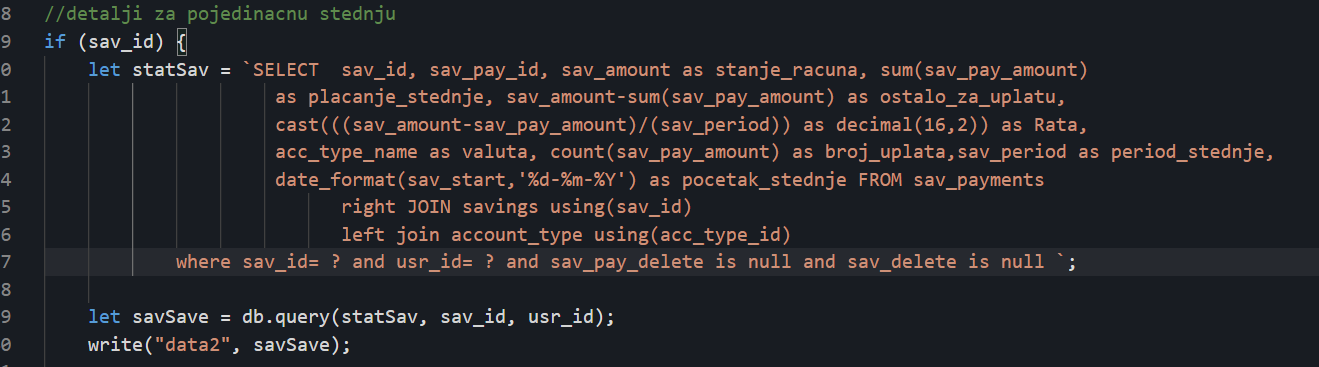 8 //detalji za pojedinacnu stednju
9 if (sav_id) {
0 let statSav = `SELECT  sav_id, sav_pay_id, sav_amount as stanje_racuna, sum(sav_pay_amount)
1 as placanje_stednje, sav_amount-sum(sav_pay_amount) as ostalo_za_uplatu,
2 cast(((sav_amount-sav_pay_amount)/(sav_period)) as decimal(16,2)) as Rata,
3 acc_type_name as valuta, count(sav_pay_amount) as broj_uplata,sav_period as period_stednje,
4 date_format(sav_start,'%d-%m-%Y') as pocetak_stednje FROM sav_payments
5 right JOIN savings using(sav_id)
6 left join account_type using(acc_type_id)
7 where sav_id= ? and usr_id= ? and sav_pay_delete is null and sav_delete is null `;
8
9 let savSave = db.query(statSav, sav_id, usr_id);
0 write("data2", savSave);